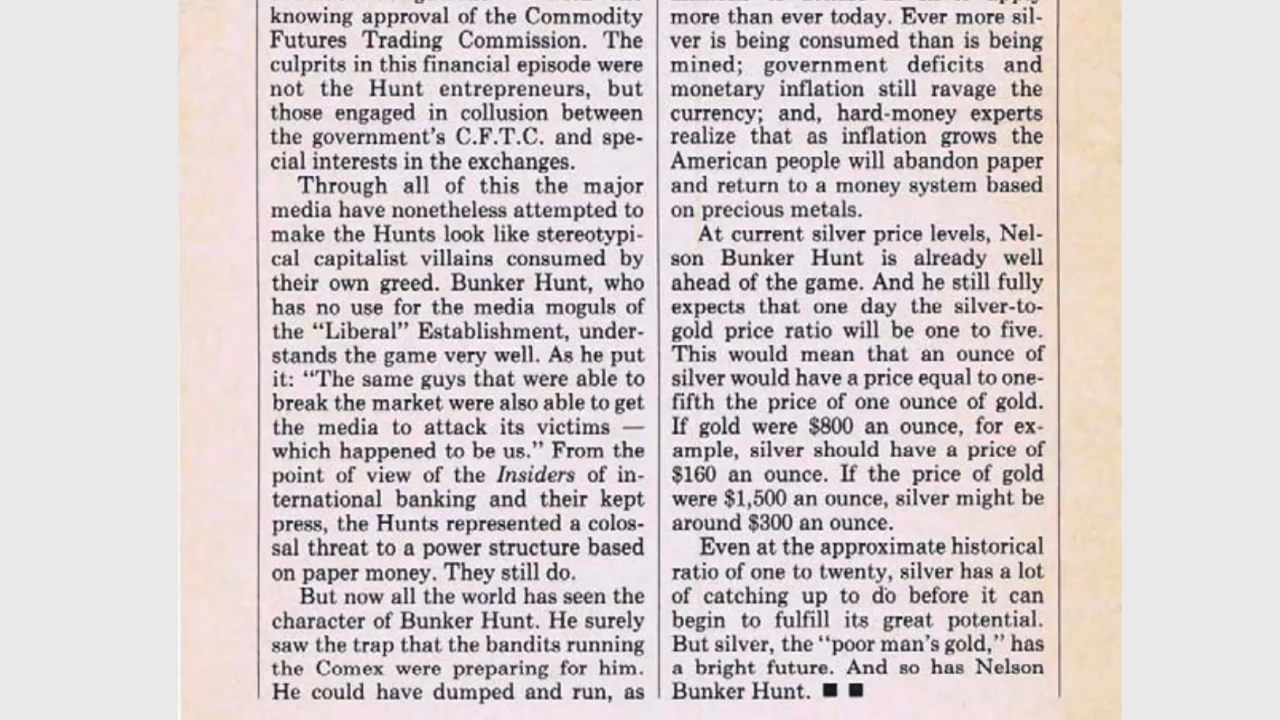 knowing approval of the Commodity
Futures Trading Commission. The
culprits in this financial episode were
not the Hunt entrepreneurs, but
those engaged in collusion between
the government's C.F.T.C. and spe-
cial interests in the exchanges.
Through all of this the major
media have nonetheless attempted to
make the Hunts look like stereotypi-
cal capitalist villains consumed by
their own greed. Bunker Hunt, who
has no use for the media moguls of
the “Liberal” Establishment, under-
stands the game very well. As he put
it: “The same guys that were able to
break the market were also able to get
the media to attack its victims —
which happened to be us.” From the
point of view of the Insiders of in-
ternational banking and their kept
press, the Hunts represented a colos-
sal threat to a power structure based
on paper money. They still do.
But now all the world has seen the
character of Bunker Hunt. He surely
saw the trap that the bandits running
the Comex were preparing for him.
He could have dumped and run, as
more than ever today. Ever more sil-
ver is being consumed than is being
mined; government deficits and
monetary inflation still ravage the
currency; and, hard-money experts
realize that as inflation grows the
American people will abandon paper
and return to a money system based
on precious metals.
At current silver price levels, Nel-
son Bunker Hunt is already well
ahead of the game. And he still fully
expects that one day the silver-to-
gold price ratio will be one to five.
This would mean that an ounce of
silver would have a price equal to one-
fifth the price of one ounce of gold.
If gold were $800 an ounce, for ex-
ample, silver should have a price of
$160 an ounce. If the price of gold
were $1,500 an ounce, silver might be
around $300 an ounce.
Even at the approximate historical
ratio of one to twenty, silver has a lot
of catching up to do before it can
begin to fulfill its great potential.
But silver, the “poor man's gold,” has
a bright future. And so has Nelson
Bunker Hunt. ■ ■